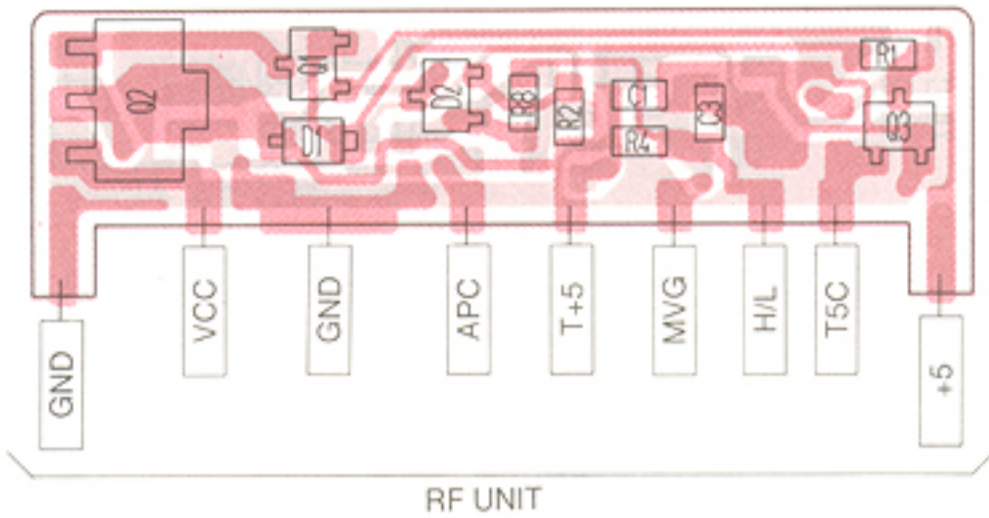 Q2
Q1
D1
D2
R8
R2
C1
R4
C3
R1
Q3
GND
VCC
GND
APC
T+5
MVG
H/L
T5C
+5
RF UNIT